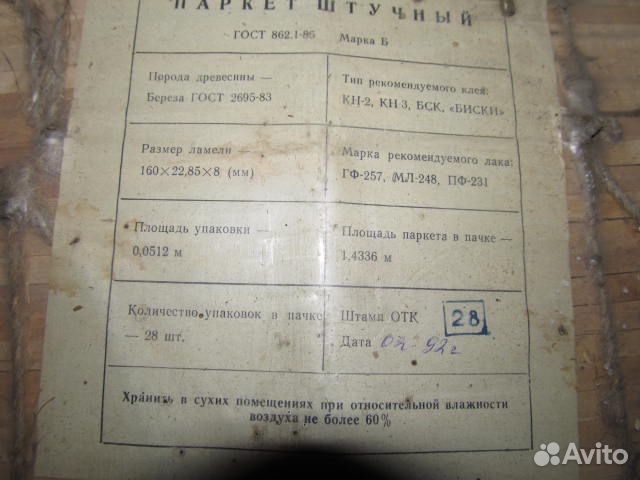 ПАРКЕТ ШТУЧНЫЙ
ГОСТ 862.1-85 Марка Б
Порода древесины —
Береза ГОСТ 2695-83
Тип рекомендуемого клея:
КН-2, КН-3, БСК, «БИСКИ»
Размер ламели —
160×22,85×8 (мм)
Марка рекомендуемого лака:
ГФ-257, МЛ-248, ПФ-231
Площадь упаковки —
0,0512 м
Площадь паркета в пачке —
1.4336 м
Количество упаковок в пачке
— 28 шт.
Штамп ОТК 28
Дата 92 г
Хранить в сухих помещениях при относительной влажности
воздуха не более 60%
Avito